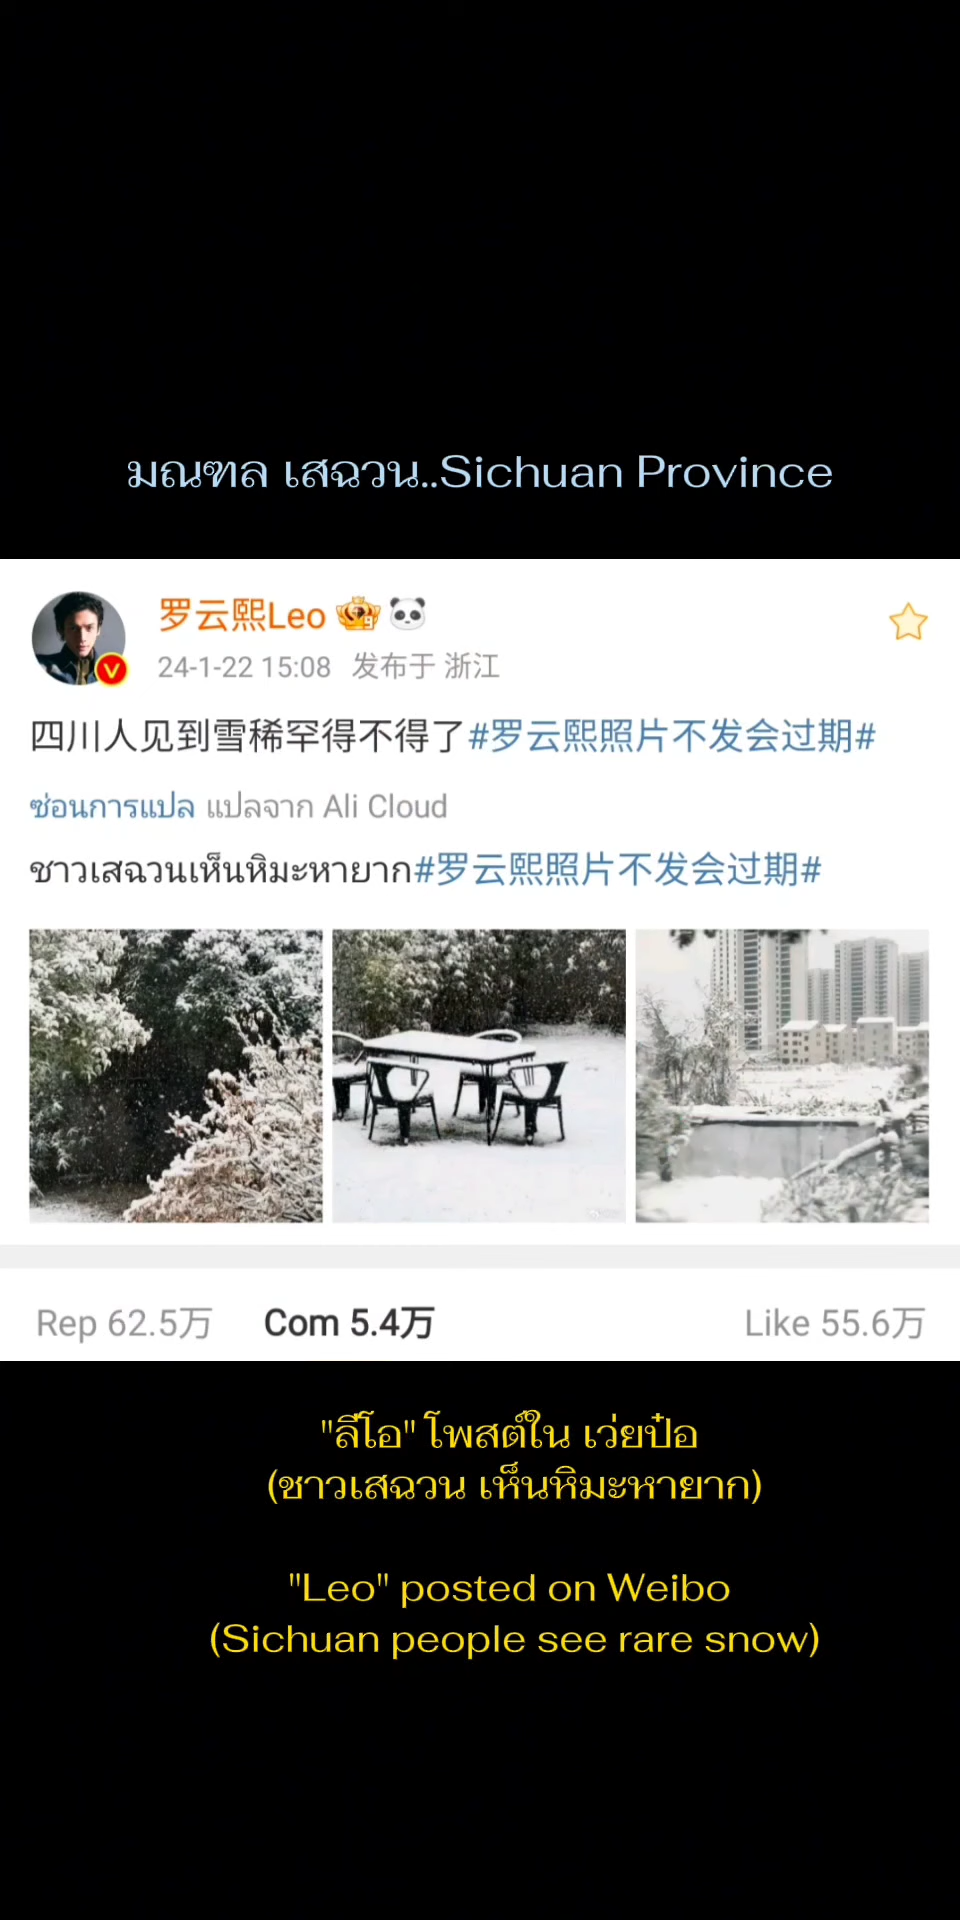 มณฑล เสฉวน..Sichuan Province
罗云熙Leo
24-1-22 15:08 发布于 浙江
四川人见到雪稀罕得不得了#罗云熙照片不发会过期#
ซ่อนการแปล แปลจาก Ali Cloud
ชาวเสฉวนเห็นหิมะหายาก#罗云熙照片不发会过期#
Rep 62.5万 Com 5.4万 Like 55.6万
"ลีโอ" โพสต์ใน เว่ยป๋อ
(ชาวเสฉวน เห็นหิมะหายาก)
"Leo" posted on Weibo
(Sichuan people see rare snow)